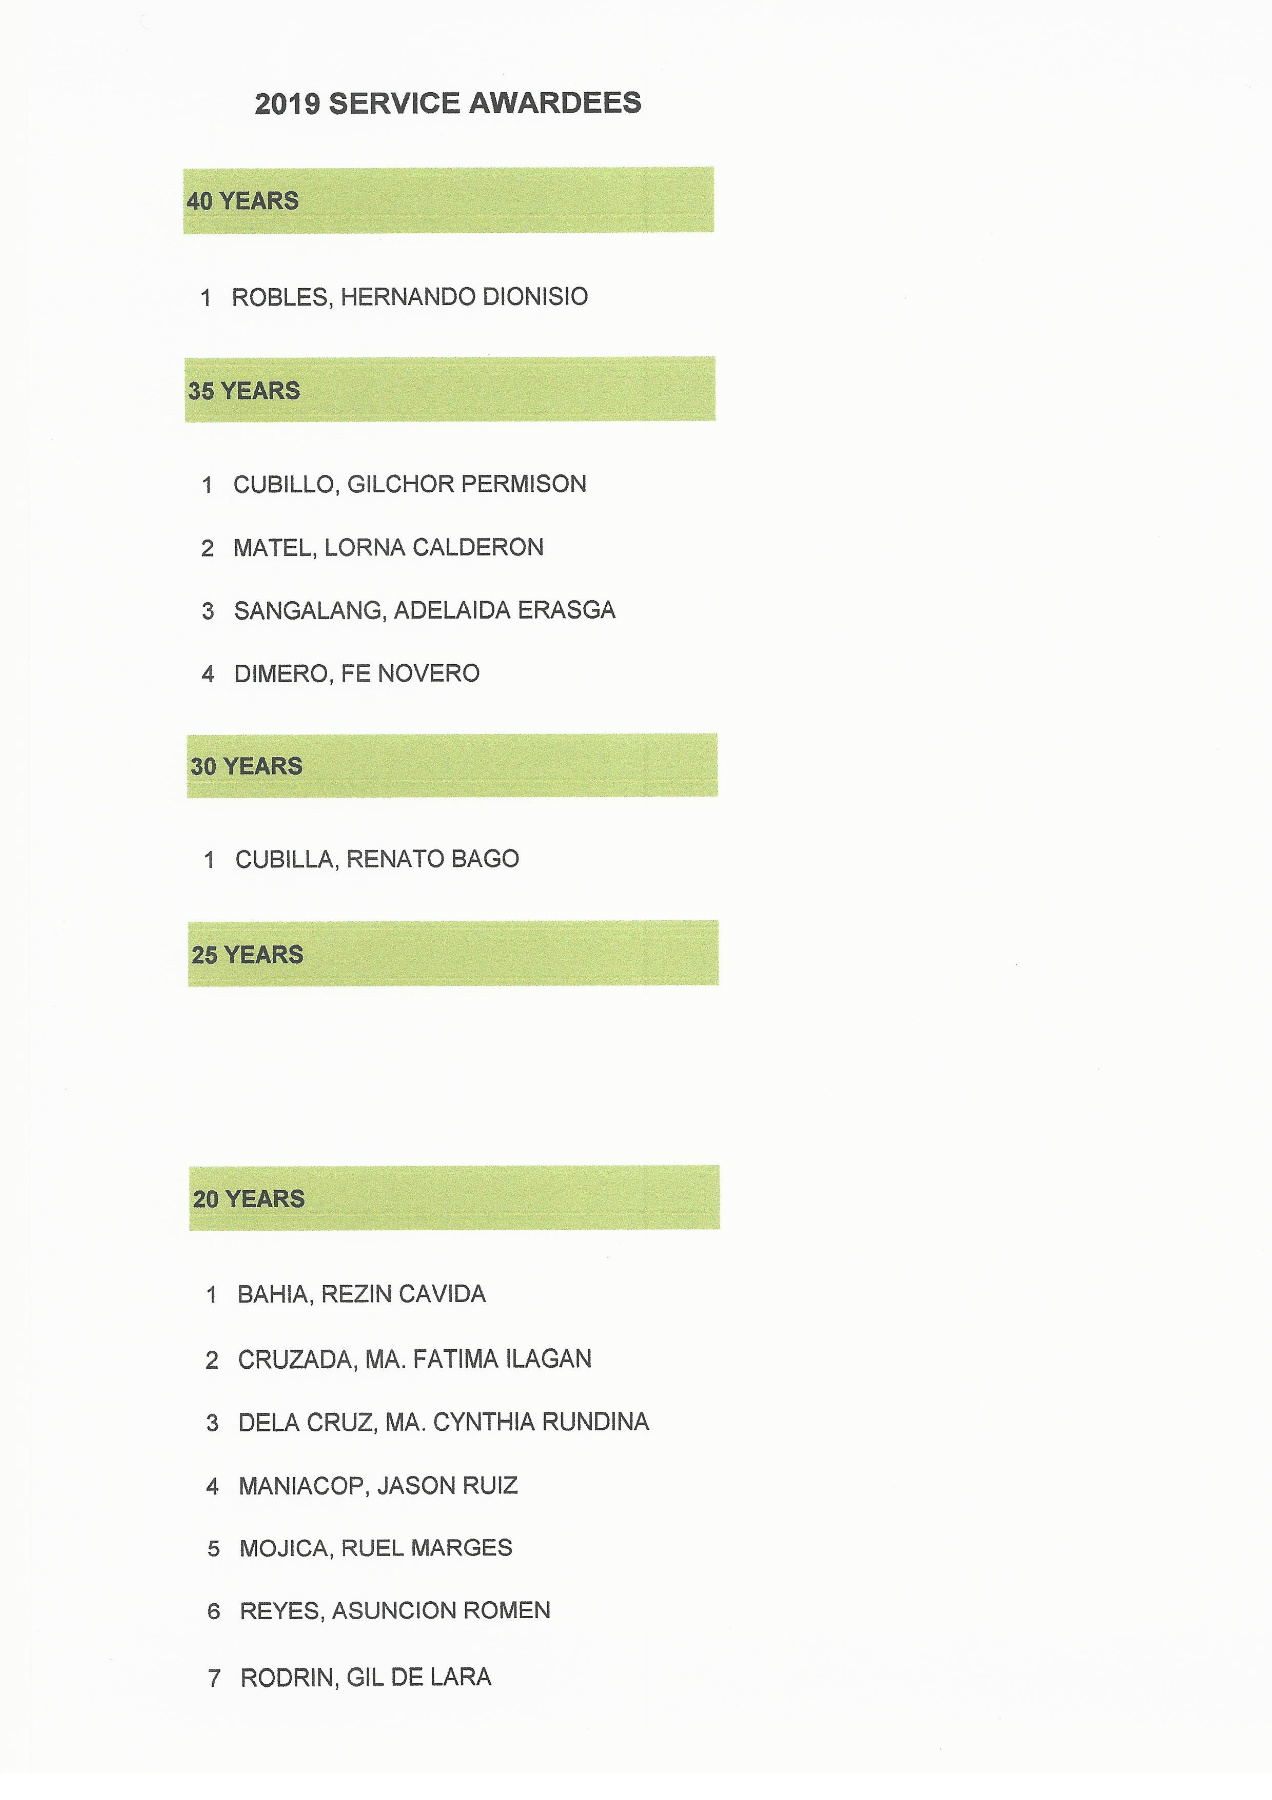 2019 SERVICE AWARDEES
40 YEARS
1 ROBLES, HERNANDO DIONISIO
35 YEARS
1 CUBILLO, GILCHOR PERMISON
2 MATEL, LORNA CALDERON
3 SANGALANG, ADELAIDA ERASGA
4 DIMERO, FE NOVERO
30 YEARS
1 CUBILLA, RENATO BAGO
25 YEARS
20 YEARS
1 BAHIA, REZIN CAVIDA
2 CRUZADA, MA. FATIMA ILAGAN
3 DELA CRUZ, MA. CYNTHIA RUNDINA
4 MANIACOP, JASON RUIZ
5 MOJICA, RUEL MARGES
6 REYES, ASUNCION ROMEN
7 RODRIN, GIL DE LARA